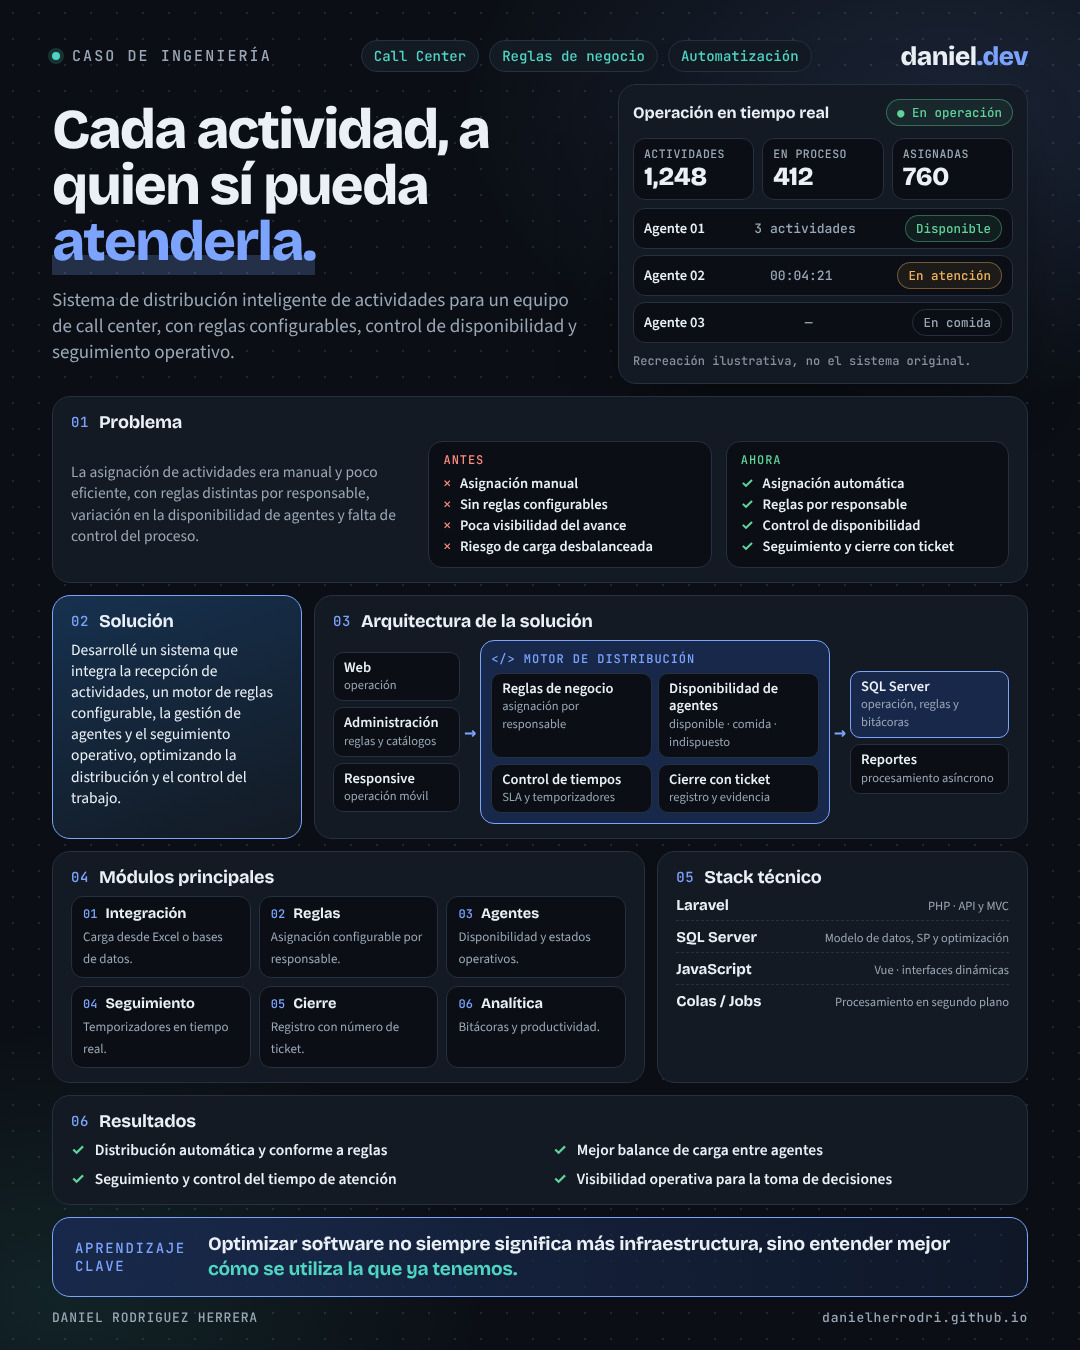 CASO DE INGENIERÍA
Call Center
Reglas de negocio
Automatización
daniel.dev
Cada actividad, a
quien sí pueda
atenderla.
Sistema de distribución inteligente de actividades para un equipo
de call center, con reglas configurables, control de disponibilidad y
seguimiento operativo.
Operación en tiempo real
● En operación
ACTIVIDADES
1,248
EN PROCESO
412
ASIGNADAS
760
Agente 01 3 actividades Disponible
Agente 02 00:04:21 En atención
Agente 03 — En comida
Recreación ilustrativa, no el sistema original.
01 Problema
La asignación de actividades era manual y poco
eficiente, con reglas distintas por responsable,
variación en la disponibilidad de agentes y falta de
control del proceso.
ANTES
× Asignación manual
× Sin reglas configurables
× Poca visibilidad del avance
× Riesgo de carga desbalanceada
AHORA
✓ Asignación automática
✓ Reglas por responsable
✓ Control de disponibilidad
✓ Seguimiento y cierre con ticket
02 Solución
Desarrollé un sistema que
integra la recepción de
actividades, un motor de reglas
configurable, la gestión de
agentes y el seguimiento
operativo, optimizando la
distribución y el control del
trabajo.
03 Arquitectura de la solución
Web
operación
Administración
reglas y catálogos
Responsive
operación móvil
→
</> MOTOR DE DISTRIBUCIÓN
Reglas de negocio
asignación por
responsable
Disponibilidad de
agentes
disponible · comida ·
indispuesto
Control de tiempos
SLA y temporizadores
Cierre con ticket
registro y evidencia
→
SQL Server
operación, reglas y
bitácoras
Reportes
procesamiento asíncrono
04 Módulos principales
01 Integración
Carga desde Excel o bases
de datos.
02 Reglas
Asignación configurable por
responsable.
03 Agentes
Disponibilidad y estados
operativos.
04 Seguimiento
Temporizadores en tiempo
real.
05 Cierre
Registro con número de
ticket.
06 Analítica
Bitácoras y productividad.
05 Stack técnico
Laravel PHP · API y MVC
SQL Server Modelo de datos, SP y optimización
JavaScript Vue · interfaces dinámicas
Colas / Jobs Procesamiento en segundo plano
06 Resultados
✓ Distribución automática y conforme a reglas
✓ Mejor balance de carga entre agentes
✓ Seguimiento y control del tiempo de atención
✓ Visibilidad operativa para la toma de decisiones
APRENDIZAJE
CLAVE
Optimizar software no siempre significa más infraestructura, sino entender mejor
cómo se utiliza la que ya tenemos.
DANIEL RODRIGUEZ HERRERA
danielherrodri.github.io